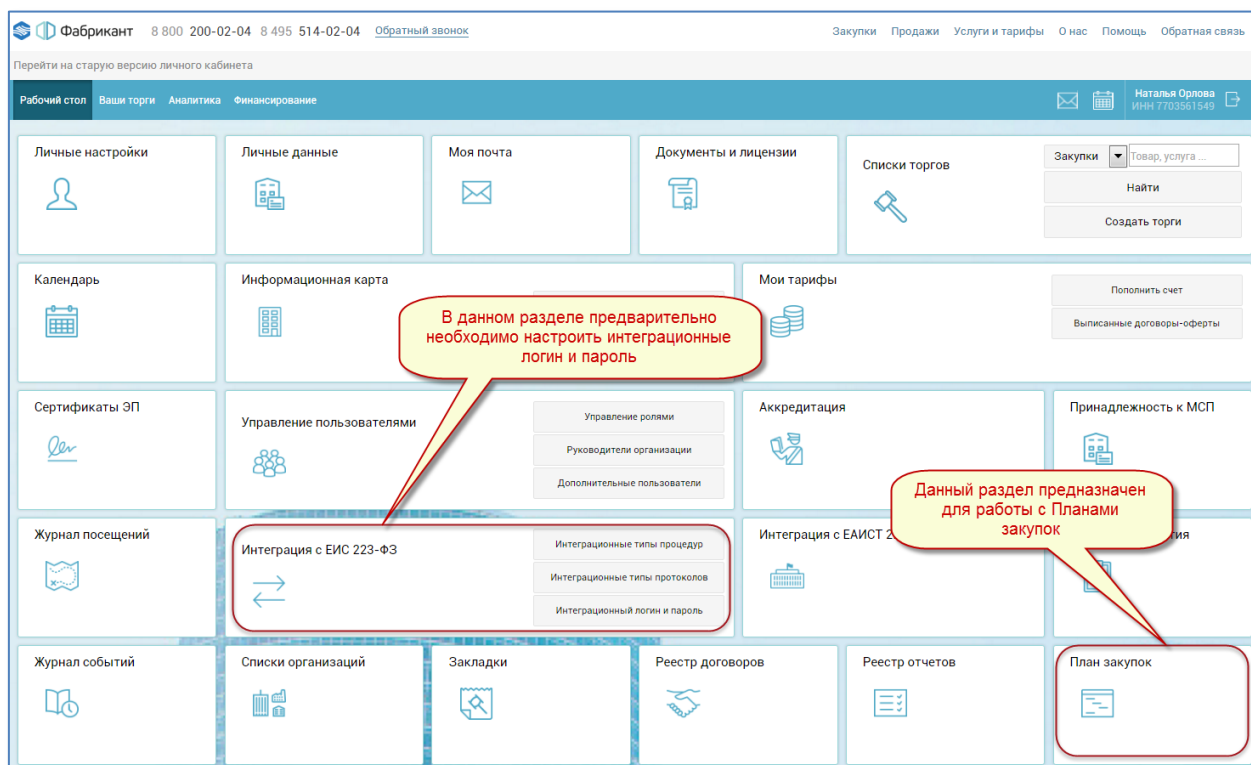 Фабрикант 8 800 200-02-04 8 495 514-02-04 Обратный звонок Закупки Продажи Услуги и тарифы О нас Помощь Обратная связь
Перейти на старую версию личного кабинета
Рабочий стол Ваши торги Аналитика Финансирование Наталья Орлова
ИНН 7703561549
Личные настройки Личные данные Моя почта Документы и лицензии Списки торгов Закупки Товар, услуга ...
Найти
Создать торги
Календарь Информационная карта Мои тарифы Пополнить счет
Выписанные договоры-оферты
В данном разделе предварительно
необходимо настроить интеграционные
логин и пароль
Сертификаты ЭП Управление пользователями Управление ролями Аккредитация Принадлежность к МСП
Руководители организации
Дополнительные пользователи
Данный раздел предназначен
для работы с Планами
закупок
Журнал посещений Интеграция с ЕИС 223-ФЗ Интеграционные типы процедур Интеграция с ЕАИСТ
Интеграционные типы протоколов
Интеграционный логин и пароль
Журнал событий Списки организаций Закладки Реестр договоров Реестр отчетов План закупок